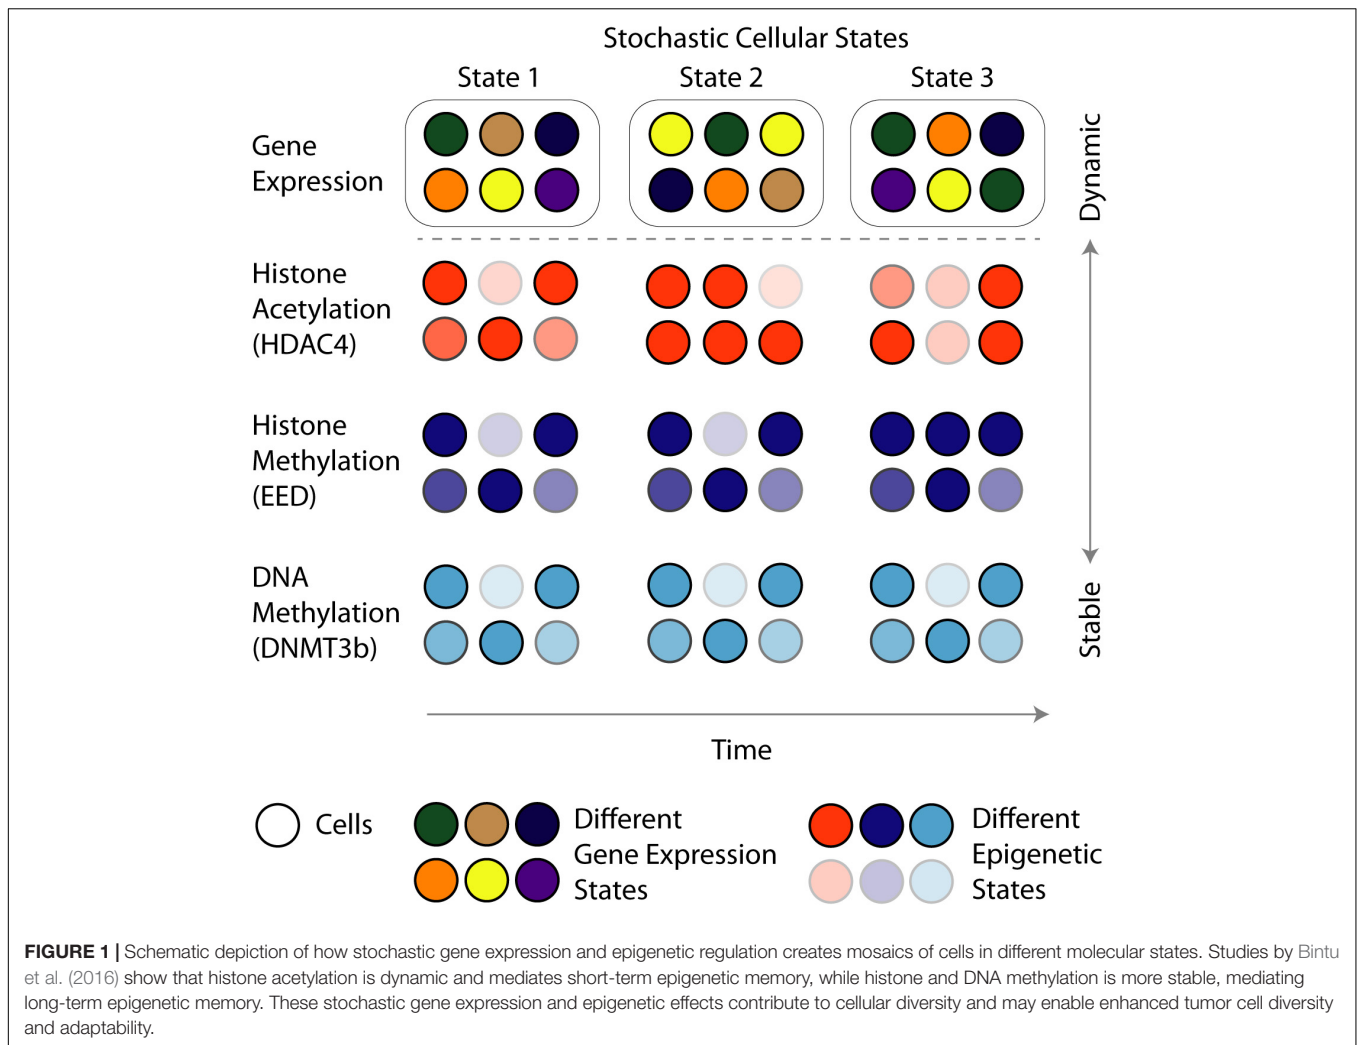 Stochastic Cellular States
State 1
State 2
State 3
Gene
Expression
Dynamic
Histone
Acetylation
(HDAC4)
Histone
Methylation
(EED)
DNA
Methylation
(DNMT3b)
Stable
Time
Cells
Different
Gene Expression
States
Different
Epigenetic
States
FIGURE 1 | Schematic depiction of how stochastic gene expression and epigenetic regulation creates mosaics of cells in different molecular states. Studies by Bintu
et al. (2016) show that histone acetylation is dynamic and mediates short-term epigenetic memory, while histone and DNA methylation is more stable, mediating
long-term epigenetic memory. These stochastic gene expression and epigenetic effects contribute to cellular diversity and may enable enhanced tumor cell diversity
and adaptability.